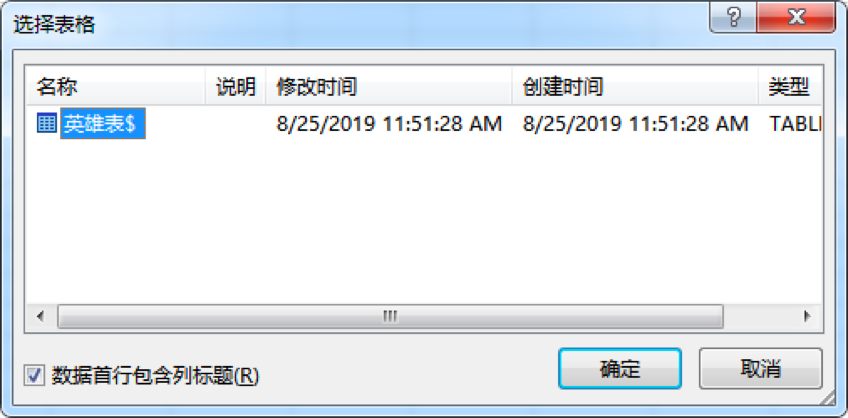 选择表格
名称 说明 修改时间 创建时间 类型
英雄表$ 8/25/2019 11:51:28 AM 8/25/2019 11:51:28 AM TABL
数据首行包含列标题(R) 确定 取消